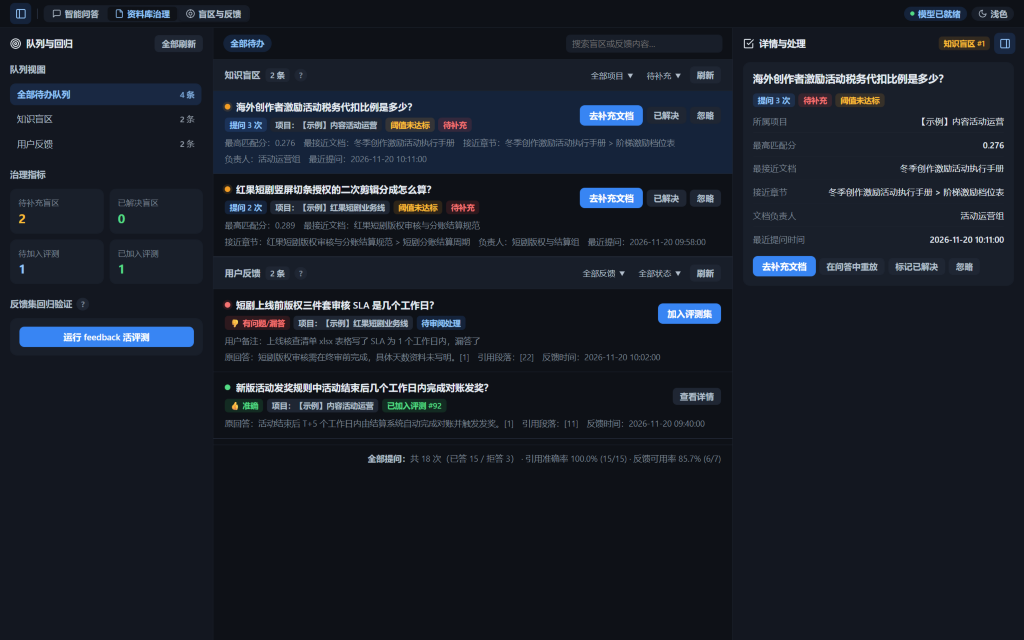 智能问答
资料库治理
盲区与反馈
模型已就绪
浅色
队列与回归
全部刷新
队列视图
全部待办队列 4 条
知识盲区 2 条
用户反馈 2 条
治理指标
待补充盲区
2
已解决盲区
0
待加入评测
1
已加入评测
1
反馈集回归验证 ?
运行 feedback 活评测
全部待办
搜索盲区或反馈内容...
知识盲区 2 条 ?
全部项目 ▼ 待补充 ▼ 刷新
海外创作者激励活动税务代扣比例是多少?
提问 3 次 项目: 【示例】内容活动运营 阈值未达标 待补充
最高匹配分: 0.276 最接近文档: 冬季创作激励活动执行手册 接近章节: 冬季创作激励活动执行手册 > 阶梯激励档位表
负责人: 活动运营组 最近提问: 2026-11-20 10:11:00
去补充文档 已解决 忽略
红果短剧竖屏切条授权的二次剪辑分成怎么算?
提问 2 次 项目: 【示例】红果短剧业务线 阈值未达标 待补充
最高匹配分: 0.289 最接近文档: 红果短剧版权审核与分账结算规范
接近章节: 红果短剧版权审核与分账结算规范 > 短剧分账结算周期 负责人: 短剧版权与结算组 最近提问: 2026-11-20 09:58:00
去补充文档 已解决 忽略
用户反馈 2 条 ?
全部反馈 ▼ 全部状态 ▼ 刷新
短剧上线前版权三件套审核 SLA 是几个工作日?
👎 有问题/漏答 项目: 【示例】红果短剧业务线 待审阅处理
用户备注: 上线核查清单 xlsx 表格写了 SLA 为 1 个工作日内，漏答了
原回答: 短剧版权审核需在终审前完成，具体天数资料未写明。[1] 引用段落: [22] 反馈时间: 2026-11-20 10:02:00
加入评测集
新版活动发奖规则中活动结束后几个工作日内完成对账发奖?
👍 准确 项目: 【示例】内容活动运营 已加入评测 #92
原回答: 活动结束后 T+5 个工作日内由结算系统自动完成对账并触发发奖。[1] 引用段落: [11] 反馈时间: 2026-11-20 09:40:00
查看详情
全部提问: 共 18 次（已答 15 / 拒答 3） · 引用准确率 100.0% (15/15) · 反馈可用率 85.7% (6/7)
详情与处理
知识盲区 #1
海外创作者激励活动税务代扣比例是多少?
提问 3 次 待补充 阈值未达标
所属项目 【示例】内容活动运营
最高匹配分 0.276
最接近文档 冬季创作激励活动执行手册
接近章节 冬季创作激励活动执行手册 > 阶梯激励档位表
文档负责人 活动运营组
最近提问时间 2026-11-20 10:11:00
去补充文档 在问答中重放 标记已解决 忽略